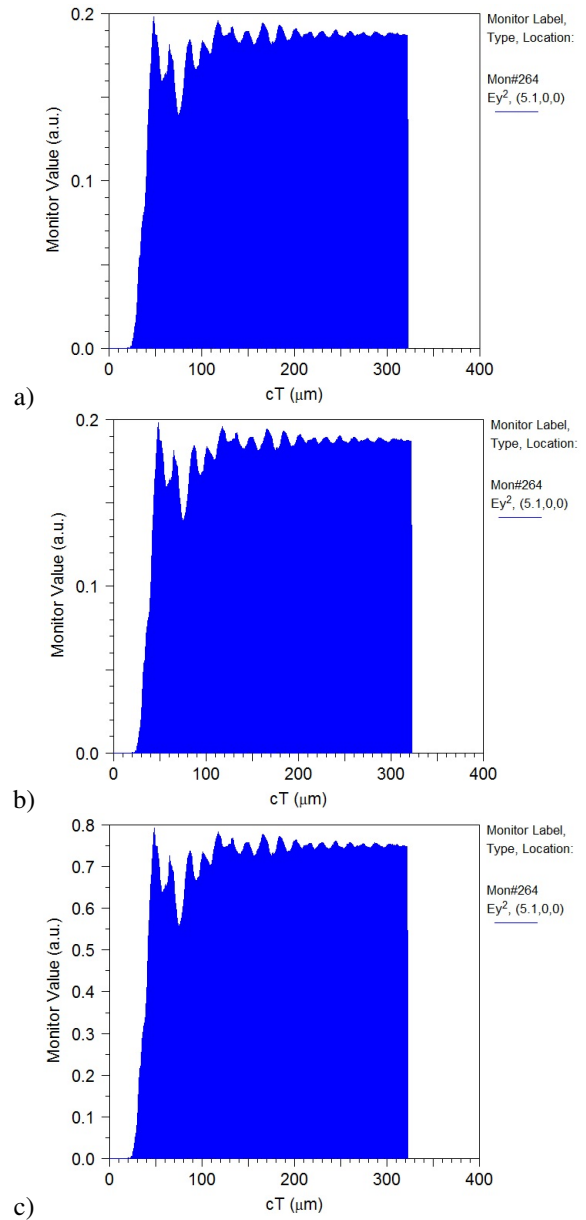 0.2
0.1
0.0
Monitor Value (a.u.)
0 100 200 300 400
cT (μm)
Monitor Label,
Type, Location:
Mon#264
Ey², (5.1,0,0)
a)
0.2
0.1
0.0
Monitor Value (a.u.)
0 100 200 300 400
cT (μm)
Monitor Label,
Type, Location:
Mon#264
Ey², (5.1,0,0)
b)
0.8
0.7
0.6
0.5
0.4
0.3
0.2
0.1
0.0
Monitor Value (a.u.)
0 100 200 300 400
cT (μm)
Monitor Label,
Type, Location:
Mon#264
Ey², (5.1,0,0)
c)